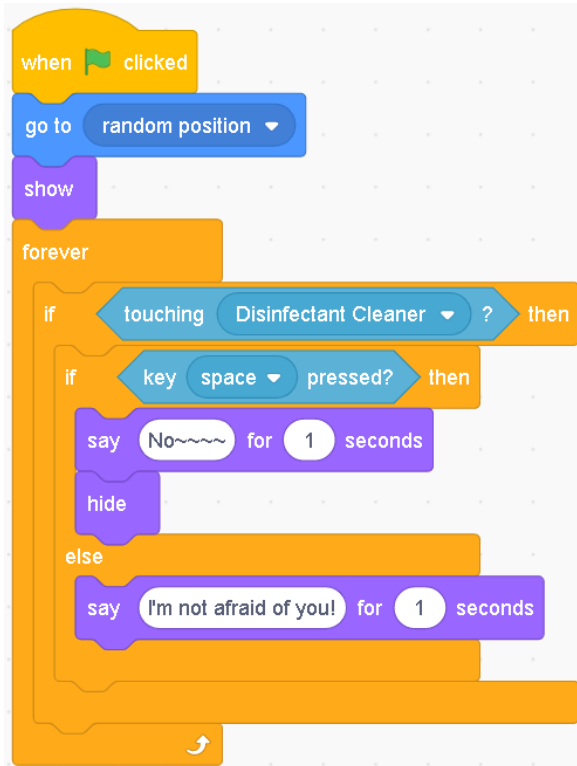 when clicked
go to random position
show
forever
if touching Disinfectant Cleaner ? then
if key space pressed? then
say No~~~~ for 1 seconds
hide
else
say I'm not afraid of you! for 1 seconds